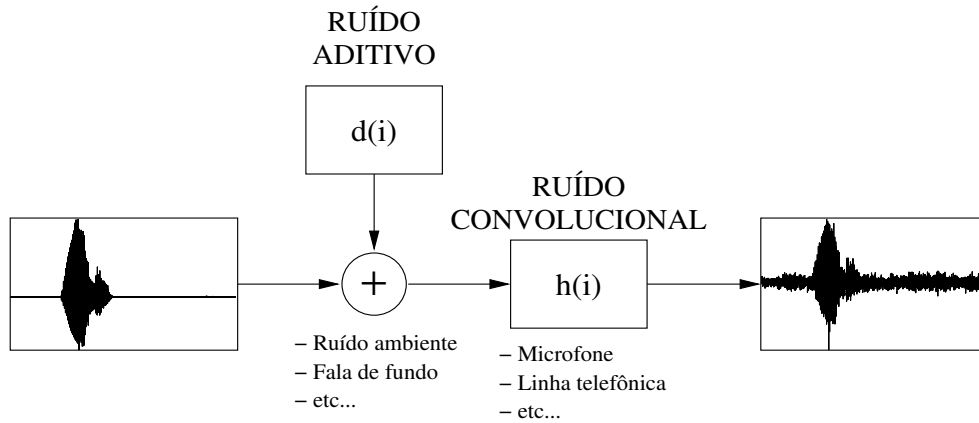 RUÍDO
ADITIVO
d(i)
RUÍDO
CONVOLUCIONAL
+
h(i)
– Ruído ambiente
– Fala de fundo
– etc...
– Microfone
– Linha telefônica
– etc...